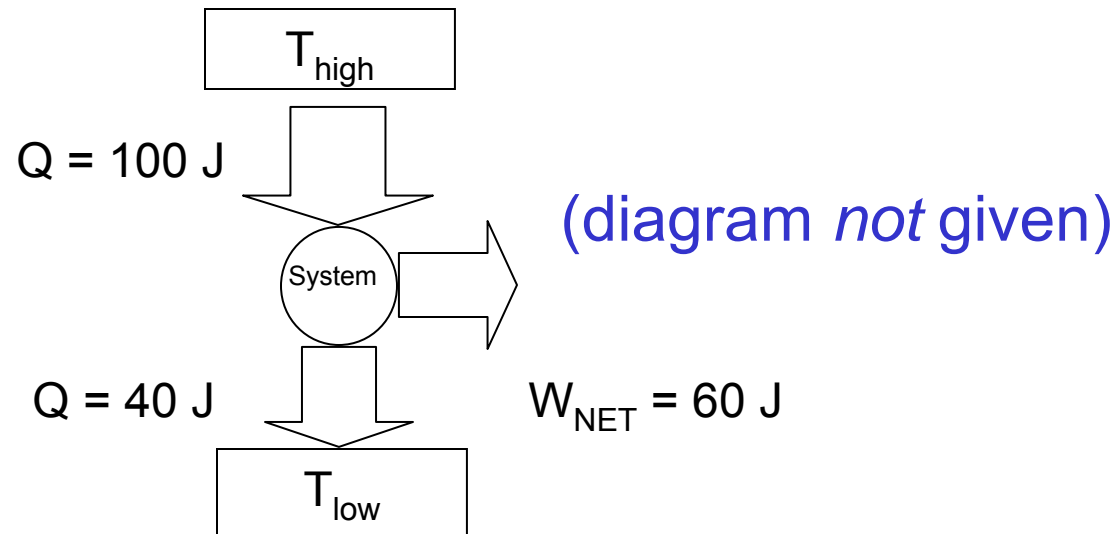 T_high
Q = 100 J
(diagram not given)
System
Q = 40 J
W_NET = 60 J
T_low